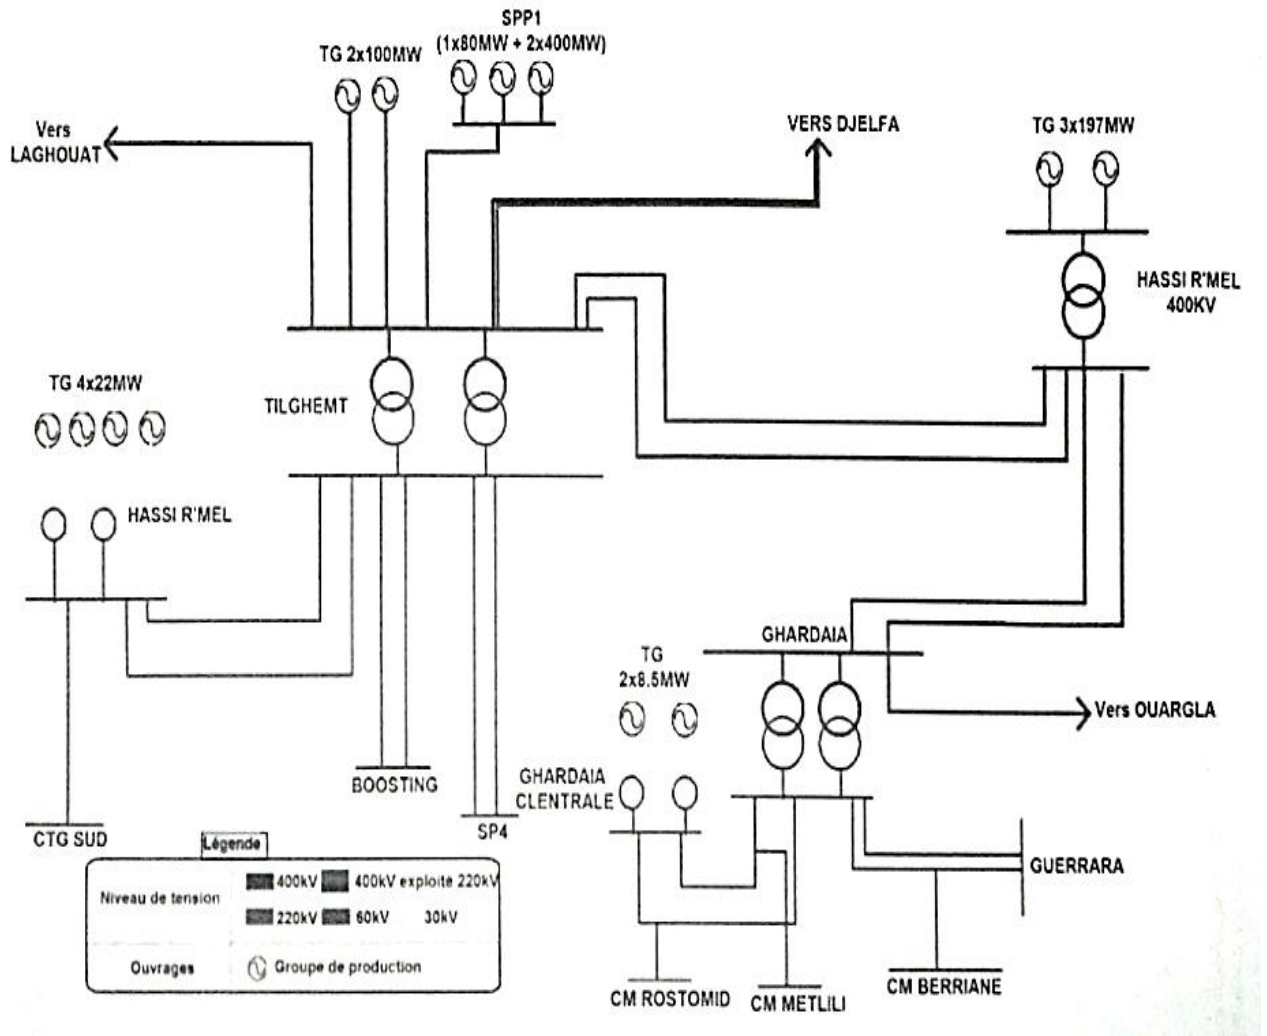 SPP1
(1x80MW + 2x400MW)
TG 2x100MW
Vers
LAGHOUAT
VERS DJELFA
TG 3x197MW
HASSI R'MEL
400KV
TG 4x22MW
TILGHEMT
HASSI R'MEL
GHARDAIA
TG
2x8.5MW
Vers OUARGLA
BOOSTING
GHARDAIA
CLENTRALE
CTG SUD
SP4
GUERRARA
Légende
Niveau de tension
400kV 400kV exploité 220kV
220kV 60kV 30kV
Ouvrages
Groupe de production
CM ROSTOMID
CM METLILI
CM BERRIANE